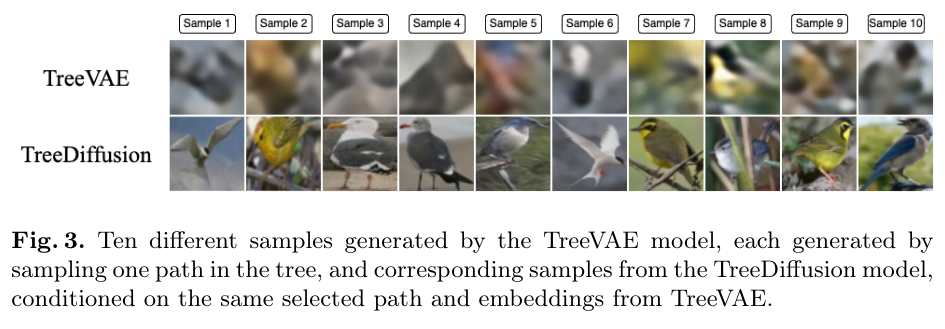 Sample 1 Sample 2 Sample 3 Sample 4 Sample 5 Sample 6 Sample 7 Sample 8 Sample 9 Sample 10
TreeVAE
TreeDiffusion
Fig. 3. Ten different samples generated by the TreeVAE model, each generated by
sampling one path in the tree, and corresponding samples from the TreeDiffusion model,
conditioned on the same selected path and embeddings from TreeVAE.